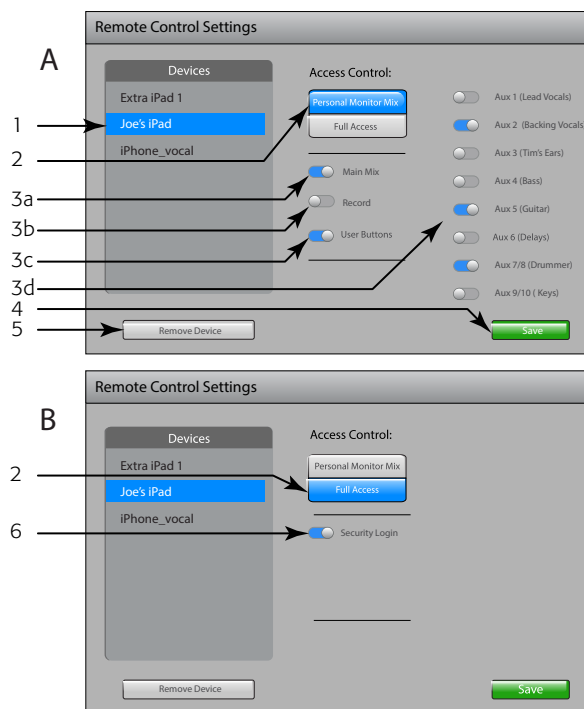 Remote Control Settings
A
Devices
Access Control:
Extra iPad 1
Personal Monitor Mix
Aux 1 (Lead Vocals)
1
Joe's iPad
Full Access
Aux 2 (Backing Vocals
2
iPhone_vocal
Aux 3 (Tim's Ears)
3a
Main Mix
Aux 4 (Bass)
3b
Record
Aux 5 (Guitar)
3c
User Buttons
Aux 6 (Delays)
3d
Aux 7/8 (Drummer)
4
Aux 9/10 ( Keys)
5
Remove Device
Save
Remote Control Settings
B
Devices
Access Control:
Extra iPad 1
Personal Monitor Mix
2
Joe's iPad
Full Access
iPhone_vocal
6
Security Login
Remove Device
Save